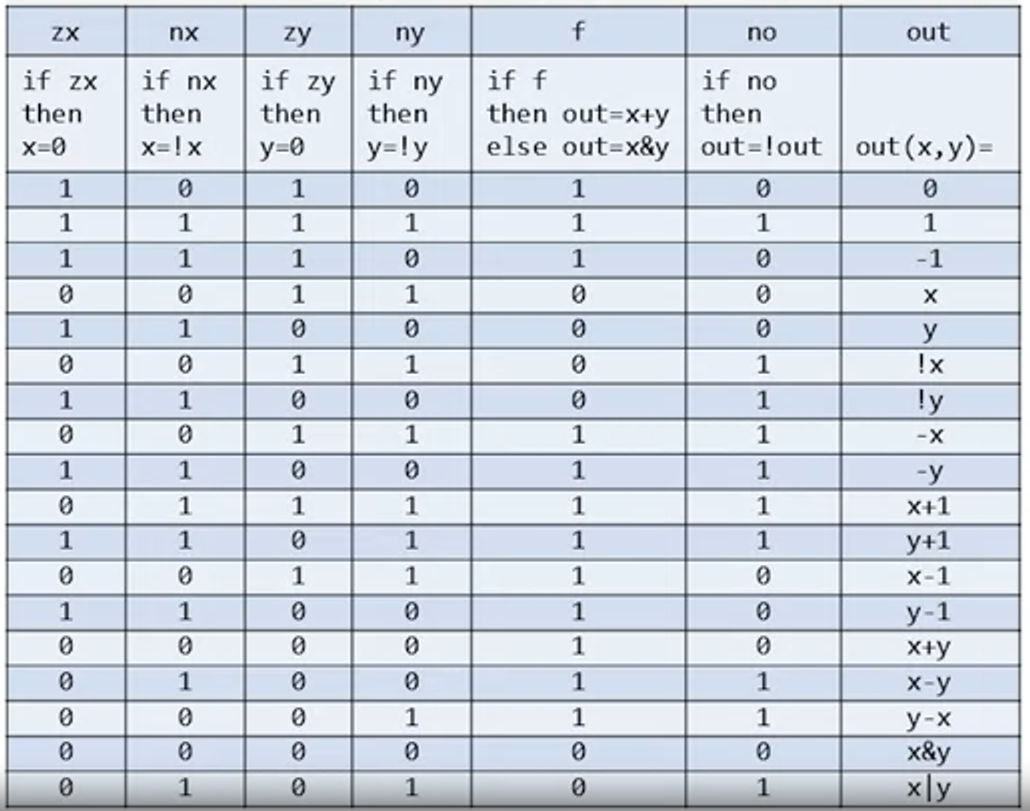 zx nx zy ny f no out
if zx if nx if zy if ny if f if no
then then then then then out=x+y then
x=0 x=!x y=0 y=!y else out=x&y out=!out out(x,y)=
1 0 1 0 1 0 0
1 1 1 1 1 1 1
1 1 1 0 1 0 -1
0 0 1 1 0 0 x
1 1 0 0 0 0 y
0 0 1 1 0 1 !x
1 1 0 0 0 1 !y
0 0 1 1 1 1 -x
1 1 0 0 1 1 -y
0 1 1 1 1 1 x+1
1 1 0 1 1 1 y+1
0 0 1 1 1 0 x-1
1 1 0 0 1 0 y-1
0 0 0 0 1 0 x+y
0 1 0 0 1 1 x-y
0 0 0 1 1 1 y-x
0 0 0 0 0 0 x&y
0 1 0 1 0 1 x|y